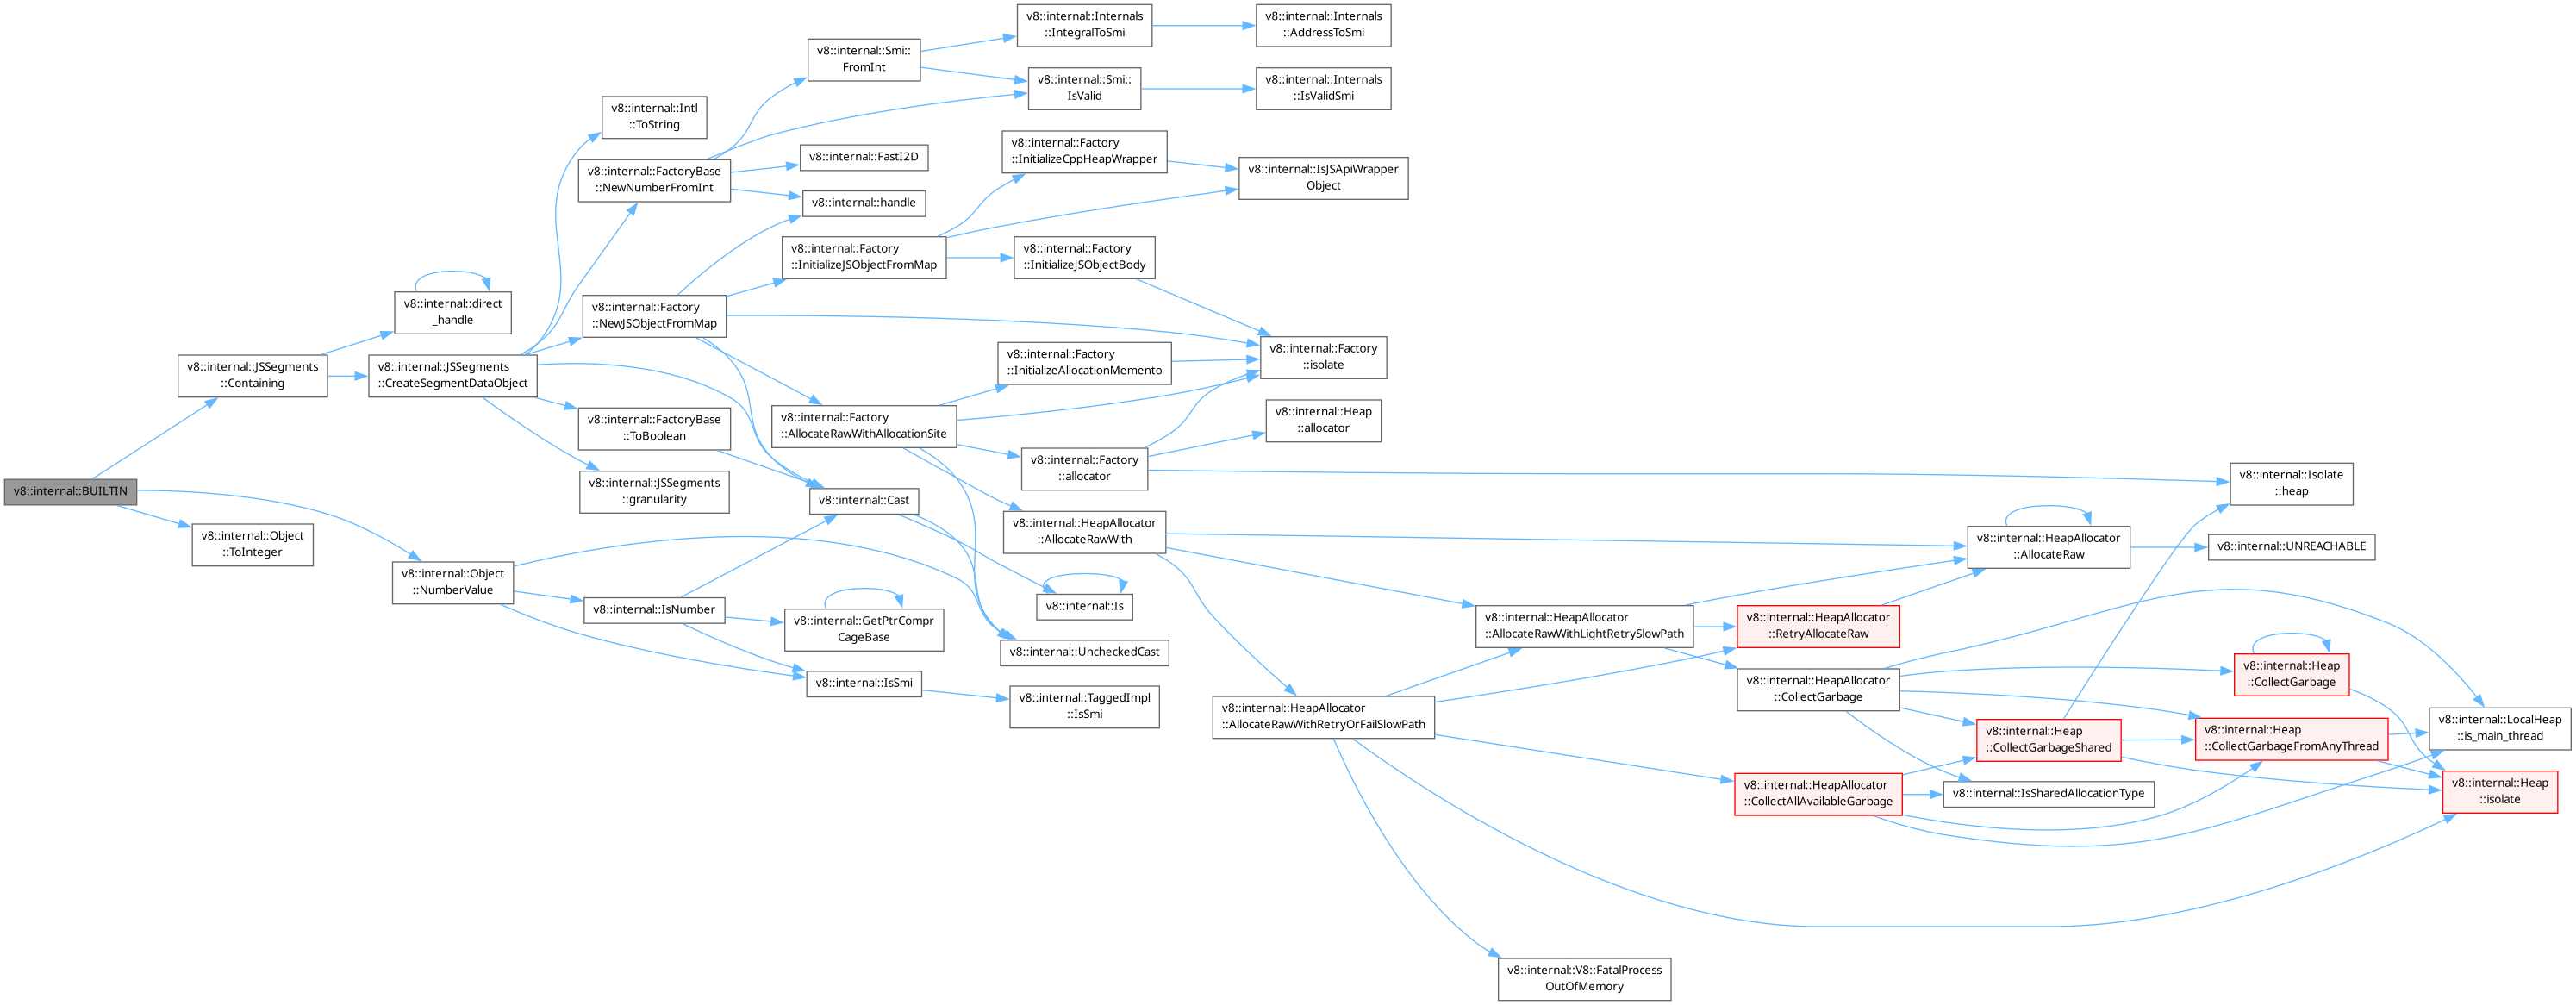 v8::internal::BUILTIN
v8::internal::JSSegments
::Containing
v8::internal::Object
::ToInteger
v8::internal::direct
_handle
v8::internal::JSSegments
::CreateSegmentDataObject
v8::internal::Object
::NumberValue
v8::internal::Intl
::ToString
v8::internal::FactoryBase
::NewNumberFromInt
v8::internal::Factory
::NewJSObjectFromMap
v8::internal::FactoryBase
::ToBoolean
v8::internal::JSSegments
::granularity
v8::internal::IsNumber
v8::internal::Smi::
FromInt
v8::internal::FastI2D
v8::internal::handle
v8::internal::Factory
::InitializeJSObjectFromMap
v8::internal::Factory
::AllocateRawWithAllocationSite
v8::internal::Cast
v8::internal::GetPtrCompr
CageBase
v8::internal::IsSmi
v8::internal::Internals
::IntegralToSmi
v8::internal::Smi::
IsValid
v8::internal::Factory
::InitializeCppHeapWrapper
v8::internal::Factory
::InitializeJSObjectBody
v8::internal::Factory
::InitializeAllocationMemento
v8::internal::Factory
::allocator
v8::internal::HeapAllocator
::AllocateRawWith
v8::internal::Is
v8::internal::UncheckedCast
v8::internal::TaggedImpl
::IsSmi
v8::internal::Internals
::AddressToSmi
v8::internal::Internals
::IsValidSmi
v8::internal::IsJSApiWrapper
Object
v8::internal::Factory
::isolate
v8::internal::Heap
::allocator
v8::internal::HeapAllocator
::AllocateRawWithRetryOrFailSlowPath
v8::internal::HeapAllocator
::AllocateRawWithLightRetrySlowPath
v8::internal::V8::FatalProcess
OutOfMemory
v8::internal::HeapAllocator
::RetryAllocateRaw
v8::internal::HeapAllocator
::CollectGarbage
v8::internal::HeapAllocator
::CollectAllAvailableGarbage
v8::internal::HeapAllocator
::AllocateRaw
v8::internal::Heap
::CollectGarbageShared
v8::internal::IsSharedAllocationType
v8::internal::Isolate
::heap
v8::internal::UNREACHABLE
v8::internal::Heap
::CollectGarbage
v8::internal::Heap
::CollectGarbageFromAnyThread
v8::internal::LocalHeap
::is_main_thread
v8::internal::Heap
::isolate